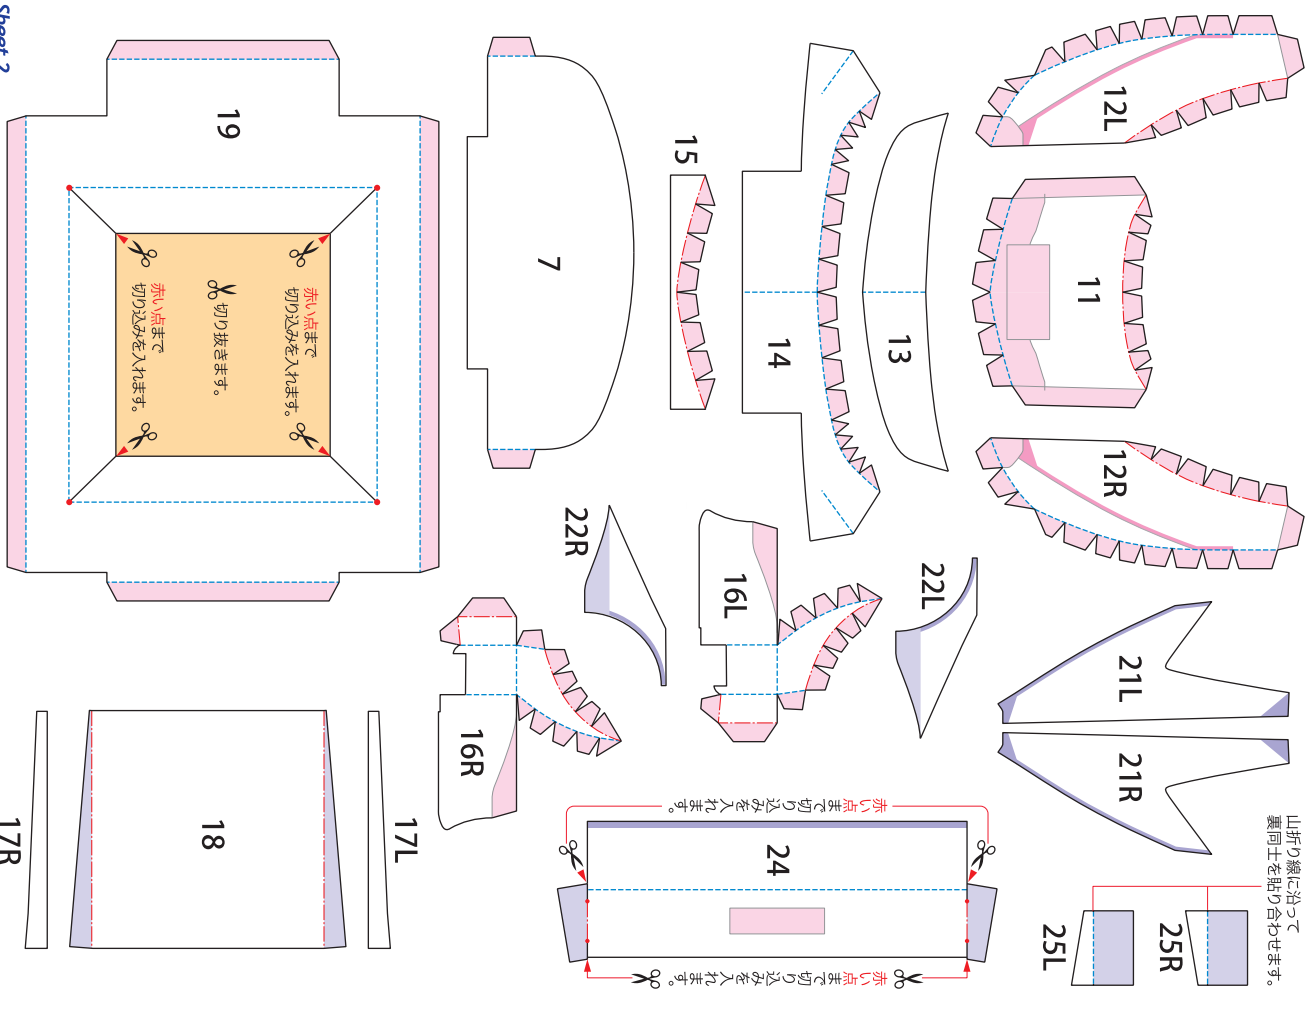 Sheet 2
12L
11
12R
13
14
15
7
19
赤い点まで
切り込みを入れます。
切り抜きます。
赤い点まで
切り込みを入れます。
22R
16L
22L
21L
21R
16R
17L
18
17R
赤い点まで切り込みを入れます。
24
赤い点まで切り込みを入れます。
山折り線に沿って
裏同士を貼り合わせます。
25R
25L